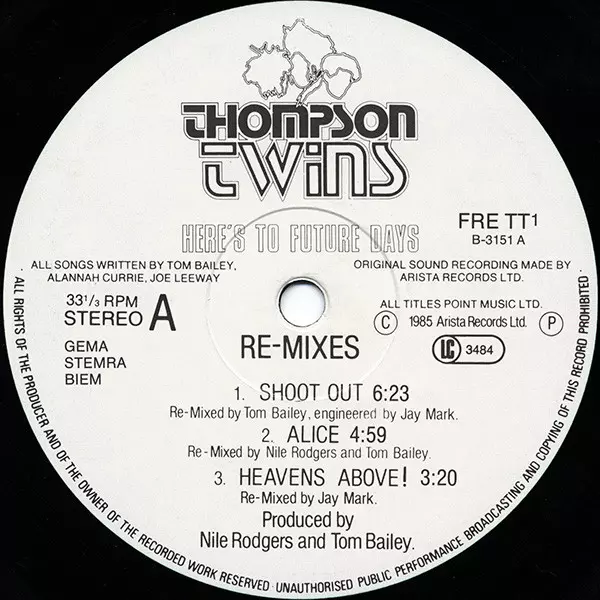 THOMPSON
TWINS
HERE'S TO FUTURE DAYS
FRE TT1
B-3151 A
ALL SONGS WRITTEN BY TOM BAILEY,
ALANNAH CURRIE, JOE LEEWAY
ORIGINAL SOUND RECORDING MADE BY
ARISTA RECORDS LTD.
33 1/3 RPM
STEREO A
GEMA
STEMRA
BIEM
ALL TITLES POINT MUSIC LTD.
Ⓒ 1985 Arista Records Ltd. Ⓟ
LC 3484
RE-MIXES
1. SHOOT OUT 6:23
Re-Mixed by Tom Bailey, engineered by Jay Mark.
2. ALICE 4:59
Re-Mixed by Nile Rodgers and Tom Bailey.
3. HEAVENS ABOVE! 3:20
Re-Mixed by Jay Mark.
Produced by
Nile Rodgers and Tom Bailey.
ALL RIGHTS OF THE PRODUCER AND OF THE OWNER OF THE RECORDED WORK RESERVED · UNAUTHORISED PUBLIC PERFORMANCE BROADCASTING AND COPYING OF THIS RECORD PROHIBITED ·